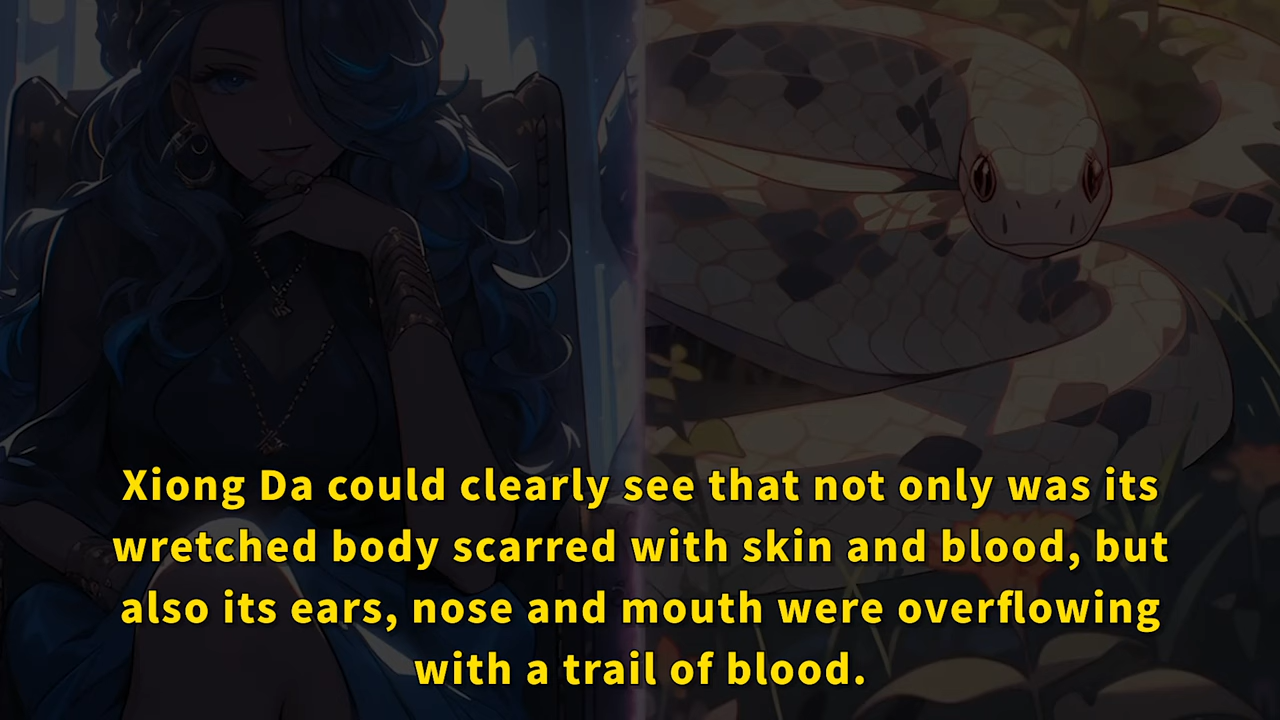 Xiong Da could clearly see that not only was its
wretched body scarred with skin and blood, but
also its ears, nose and mouth were overflowing
with a trail of blood.